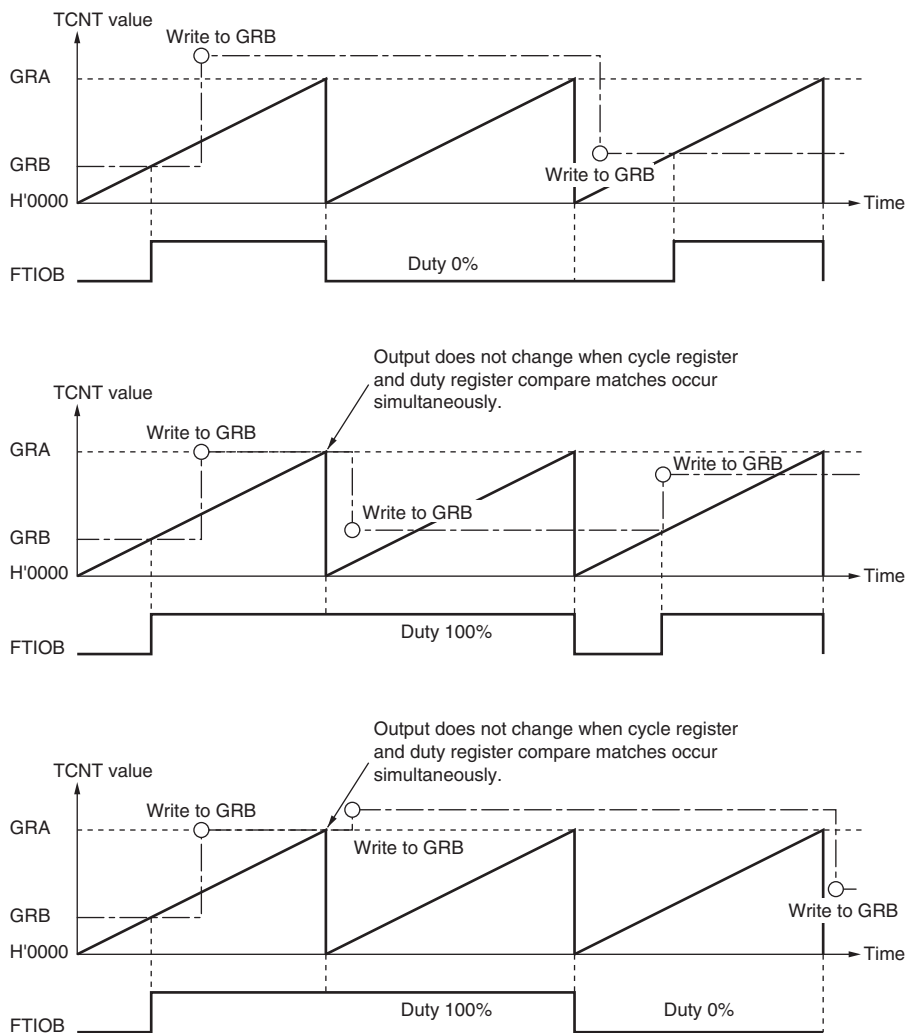 TCNT value
Write to GRB
GRA
GRB
Write to GRB
H'0000
Time
Duty 0%
FTIOB
Output does not change when cycle register
and duty register compare matches occur
simultaneously.
TCNT value
Write to GRB
GRA
Write to GRB
Write to GRB
GRB
H'0000
Time
Duty 100%
FTIOB
Output does not change when cycle register
and duty register compare matches occur
simultaneously.
TCNT value
Write to GRB
GRA
Write to GRB
GRB
Write to GRB
H'0000
Time
Duty 100%
Duty 0%
FTIOB